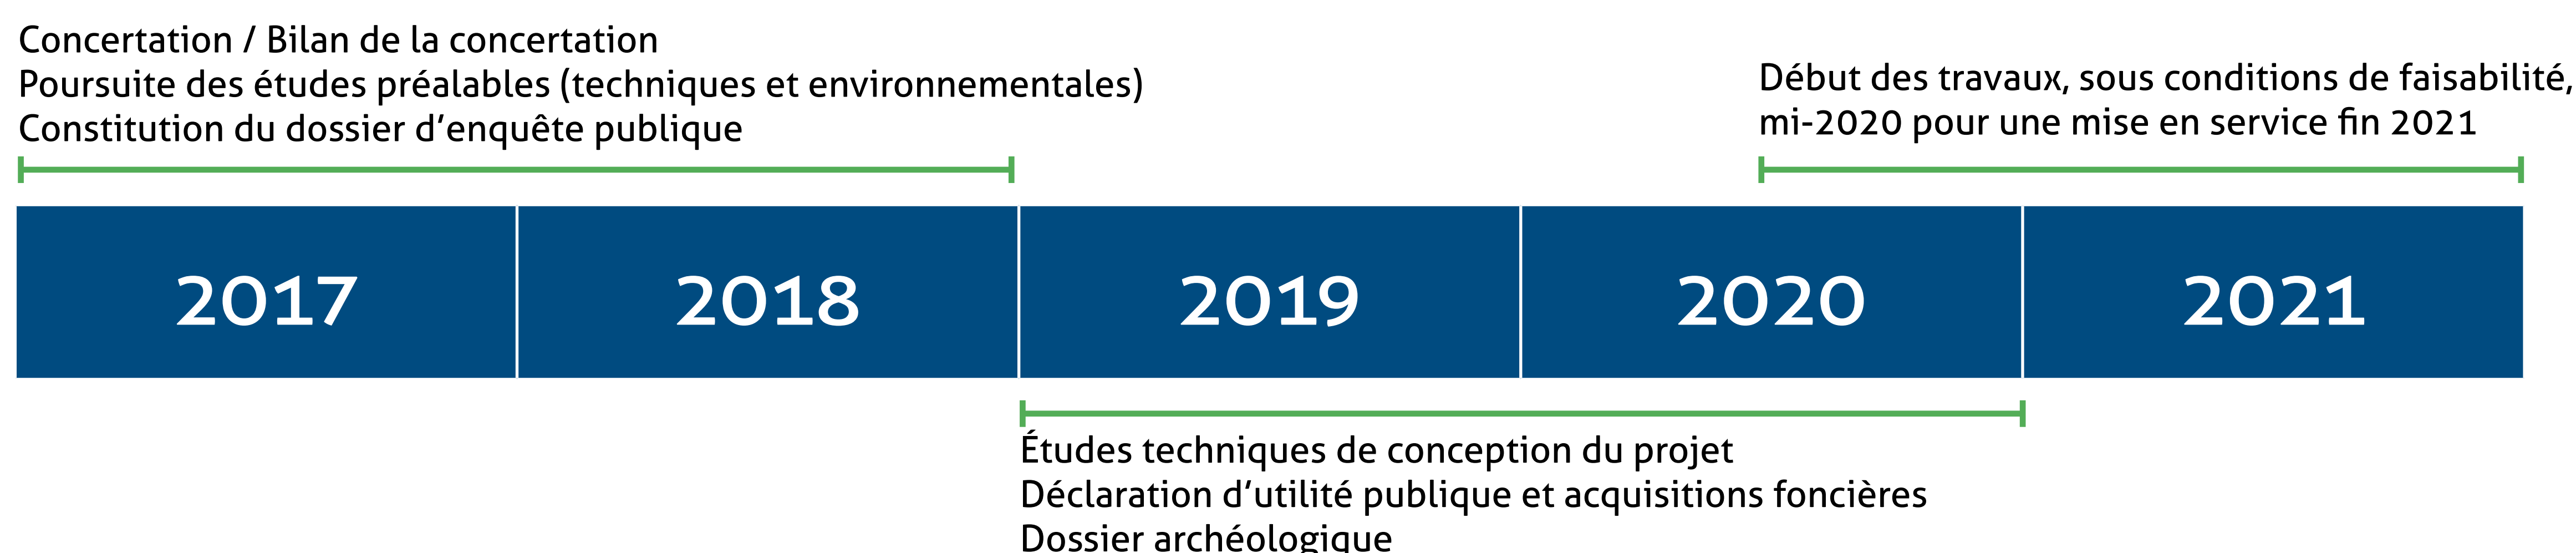 Concertation / Bilan de la concertation
Poursuite des études préalables (techniques et environnementales)
Constitution du dossier d’enquête publique
Début des travaux, sous conditions de faisabilité,
mi-2020 pour une mise en service fin 2021
2017
2018
2019
2020
2021
Études techniques de conception du projet
Déclaration d’utilité publique et acquisitions foncières
Dossier archéologique